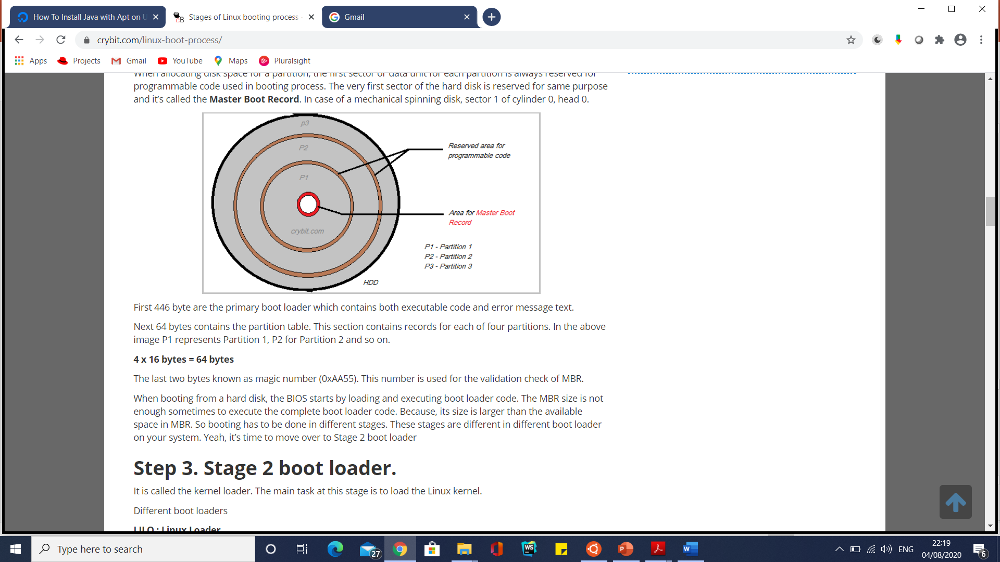 How To Install Java with Apt on U
Stages of Linux booting process
Gmail
crybit.com/linux-boot-process/
Apps
Projects
Gmail
YouTube
Maps
Pluralsight
When allocating disk space for a partition, the first sector or data unit for each partition is always reserved for
programmable code used in booting process. The very first sector of the hard disk is reserved for same purpose
and it's called the Master Boot Record. In case of a mechanical spinning disk, sector 1 of cylinder 0, head 0.
p3
P2
P1
crybit.com
Reserved area for
programmable code
Area for Master Boot
Record
P1 - Partition 1
P2 - Partition 2
P3 - Partition 3
HDD
First 446 byte are the primary boot loader which contains both executable code and error message text.
Next 64 bytes contains the partition table. This section contains records for each of four partitions. In the above
image P1 represents Partition 1, P2 for Partition 2 and so on.
4 x 16 bytes = 64 bytes
The last two bytes known as magic number (0xAA55). This number is used for the validation check of MBR.
When booting from a hard disk, the BIOS starts by loading and executing boot loader code. The MBR size is not
enough sometimes to execute the complete boot loader code. Because, its size is larger than the available
space in MBR. So booting has to be done in different stages. These stages are different in different boot loader
on your system. Yeah, it's time to move over to Stage 2 boot loader
Step 3. Stage 2 boot loader.
It is called the kernel loader. The main task at this stage is to load the Linux kernel.
Different boot loaders
LILO : Linux Loader
Type here to search
27
WS
P
W
ENG
22:19
04/08/2020
6